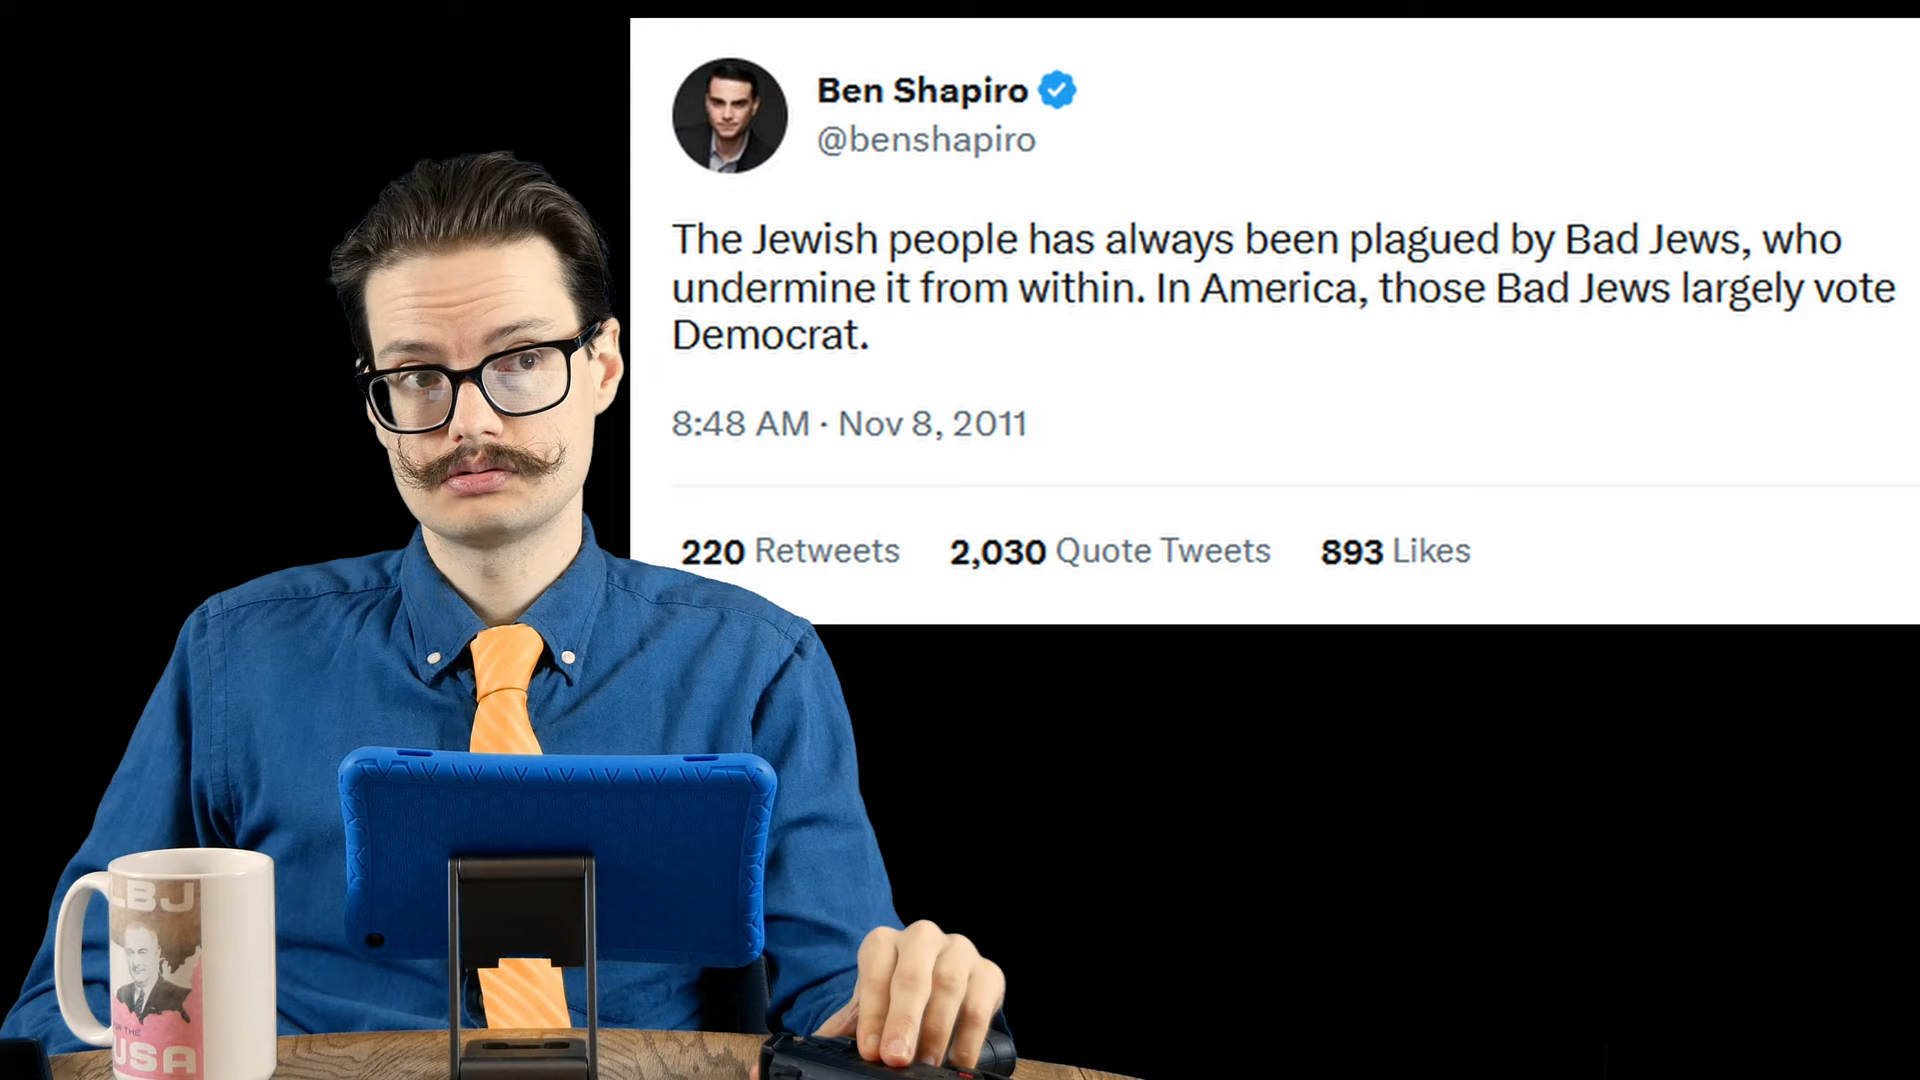 Ben Shapiro
@benshapiro
The Jewish people has always been plagued by Bad Jews, who
undermine it from within. In America, those Bad Jews largely vote
Democrat.
8:48 AM · Nov 8, 2011
220 Retweets 2,030 Quote Tweets 893 Likes
LBJ
FOR THE
USA